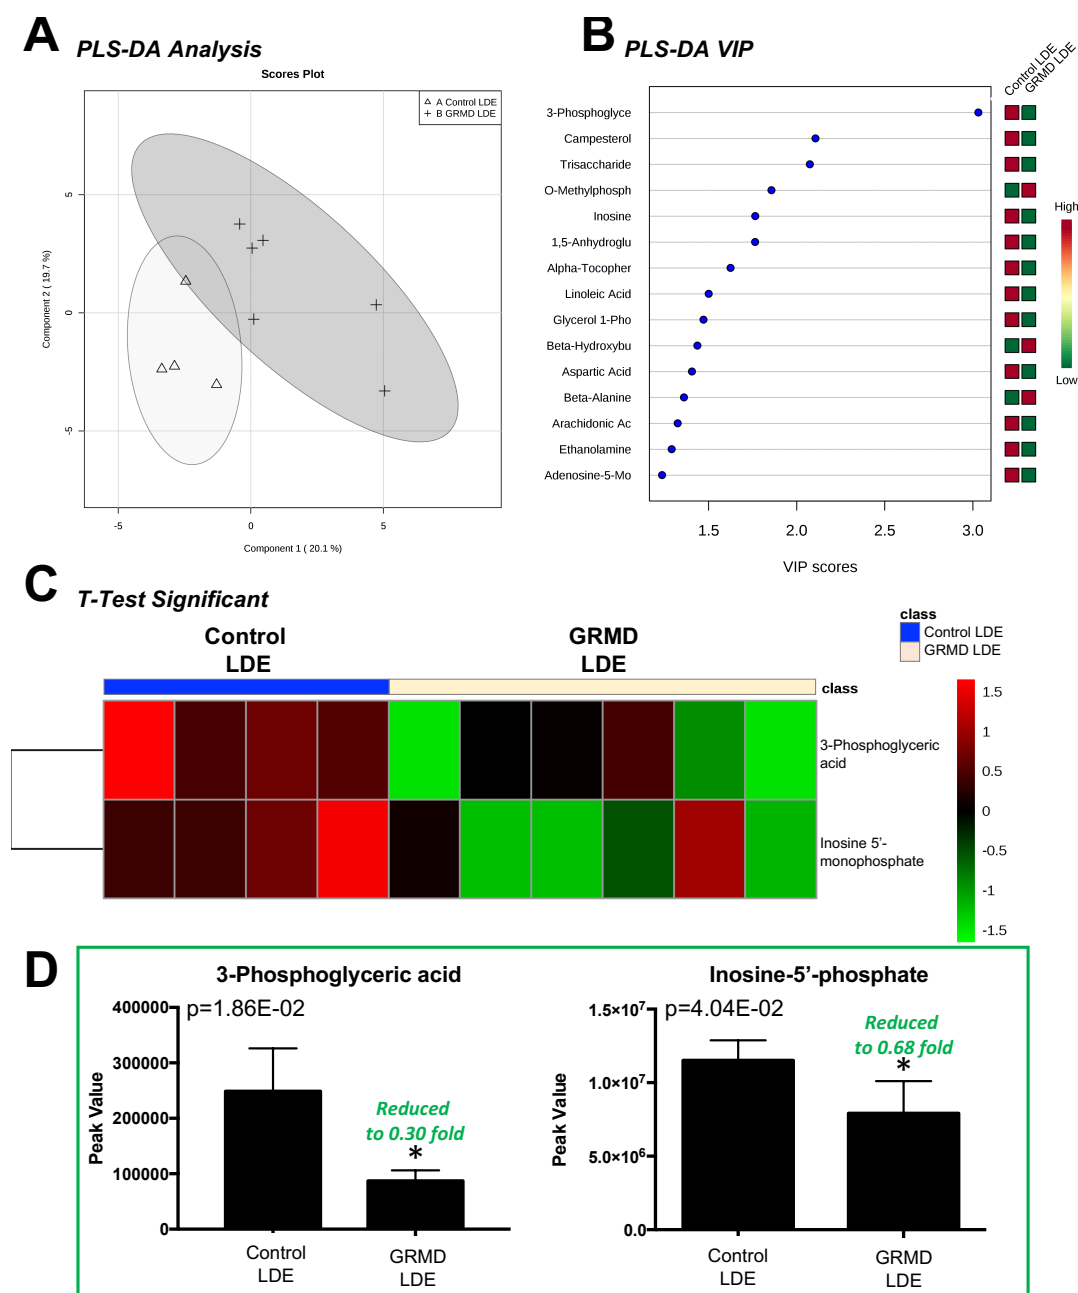 A PLS-DA Analysis
Scores Plot
A Control LDE
B GRMD LDE
5
0
-5
Component 2 ( 19.7 %)
-5 0 5
Component 1 ( 20.1 %)
B PLS-DA VIP
Control LDE
GRMD LDE
3-Phosphoglyce
Campesterol
Trisaccharide
O-Methylphosph
Inosine
1,5-Anhydroglu
Alpha-Tocopher
Linoleic Acid
Glycerol 1-Pho
Beta-Hydroxybu
Aspartic Acid
Beta-Alanine
Arachidonic Ac
Ethanolamine
Adenosine-5-Mo
High
Low
1.5 2.0 2.5 3.0
VIP scores
C T-Test Significant
Control
LDE
GRMD
LDE
class
Control LDE
GRMD LDE
class
3-Phosphoglyceric
acid
Inosine 5'-
monophosphate
1.5
1
0.5
0
-0.5
-1
-1.5
D
3-Phosphoglyceric acid
p=1.86E-02
400000
300000
200000
100000
0
Peak Value
Reduced
to 0.30 fold
*
Control
LDE
GRMD
LDE
Inosine-5’-phosphate
p=4.04E-02
1.5×10⁷
1.0×10⁷
5.0×10⁶
0.0
Peak Value
Reduced
to 0.68 fold
*
Control
LDE
GRMD
LDE